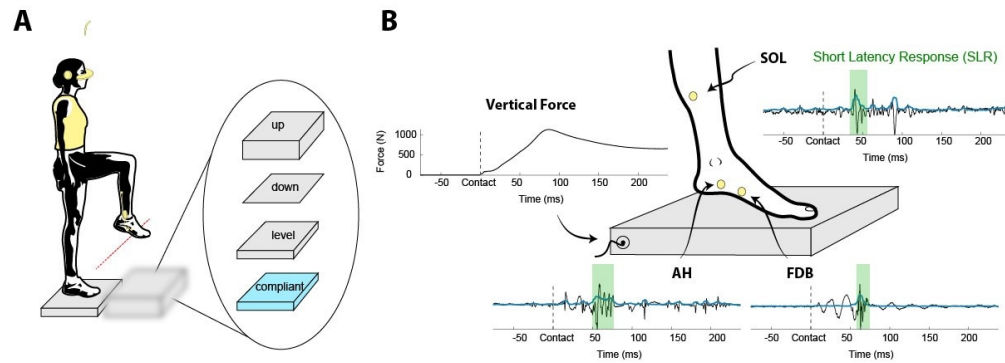 A
up
down
level
compliant
B
SOL
Short Latency Response (SLR)
Vertical Force
Force (N)
1000
500
0
-50 Contact 50 100 150 200
Time (ms)
-50 Contact 50 100 150 200
Time (ms)
AH
FDB
-50 Contact 50 100 150 200
Time (ms)
-50 Contact 50 100 150 200
Time (ms)